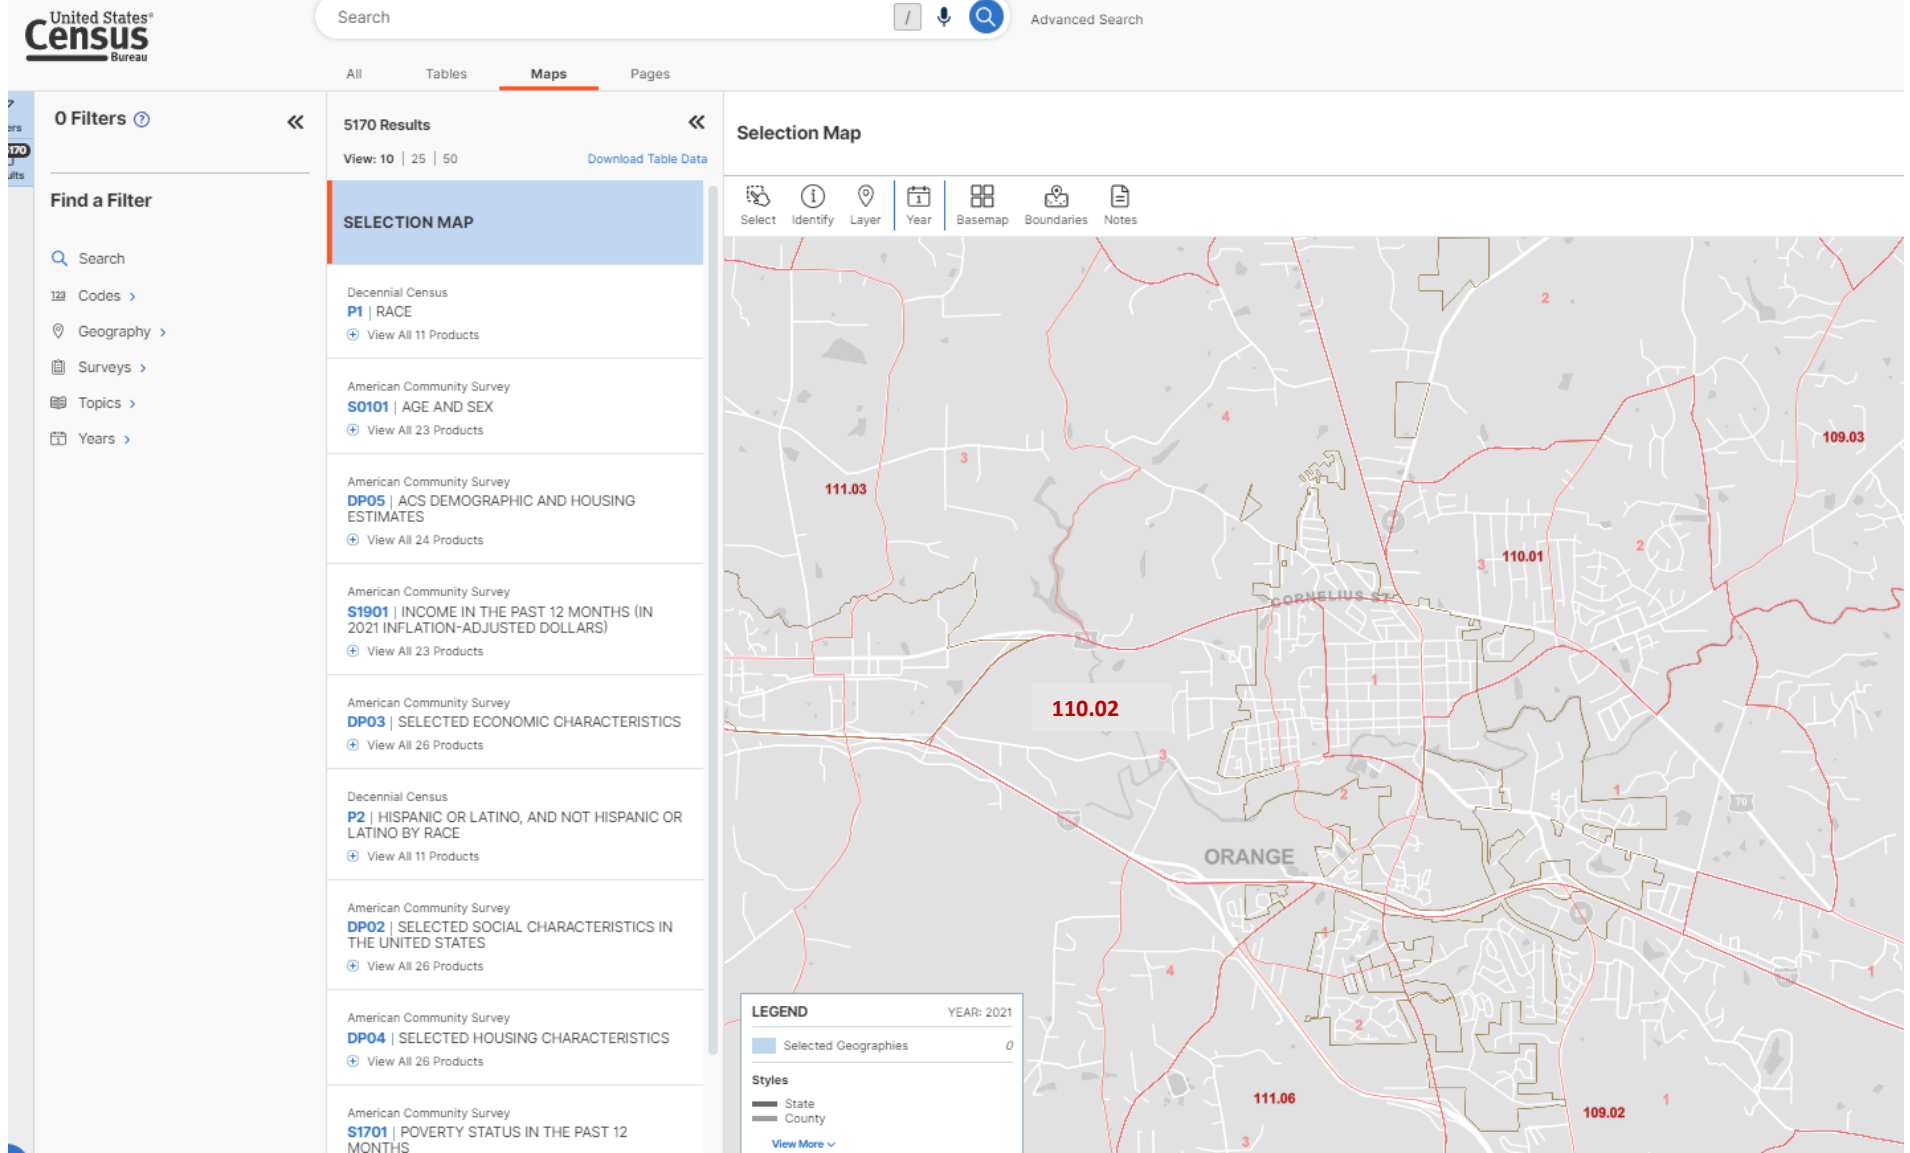 United States®
Census
Bureau
Search
/
Advanced Search
All
Tables
Maps
Pages
ers
170
ults
0 Filters ?
Find a Filter
Search
123 Codes >
Geography >
Surveys >
Topics >
Years >
5170 Results
View: 10 | 25 | 50
Download Table Data
SELECTION MAP
Decennial Census
P1 | RACE
View All 11 Products
American Community Survey
S0101 | AGE AND SEX
View All 23 Products
American Community Survey
DP05 | ACS DEMOGRAPHIC AND HOUSING
ESTIMATES
View All 24 Products
American Community Survey
S1901 | INCOME IN THE PAST 12 MONTHS (IN
2021 INFLATION-ADJUSTED DOLLARS)
View All 23 Products
American Community Survey
DP03 | SELECTED ECONOMIC CHARACTERISTICS
View All 26 Products
Decennial Census
P2 | HISPANIC OR LATINO, AND NOT HISPANIC OR
LATINO BY RACE
View All 11 Products
American Community Survey
DP02 | SELECTED SOCIAL CHARACTERISTICS IN
THE UNITED STATES
View All 26 Products
American Community Survey
DP04 | SELECTED HOUSING CHARACTERISTICS
View All 26 Products
American Community Survey
S1701 | POVERTY STATUS IN THE PAST 12
MONTHS
Selection Map
Select
Identify
Layer
Year
Basemap
Boundaries
Notes
2
4
109.03
3
111.03
2
110.01
3
CORNELIUS ST
1
110.02
3
2
1
70
ORANGE
1
4
1
2
111.06
109.02
1
3
LEGEND
YEAR: 2021
Selected Geographies
0
Styles
State
County
View More